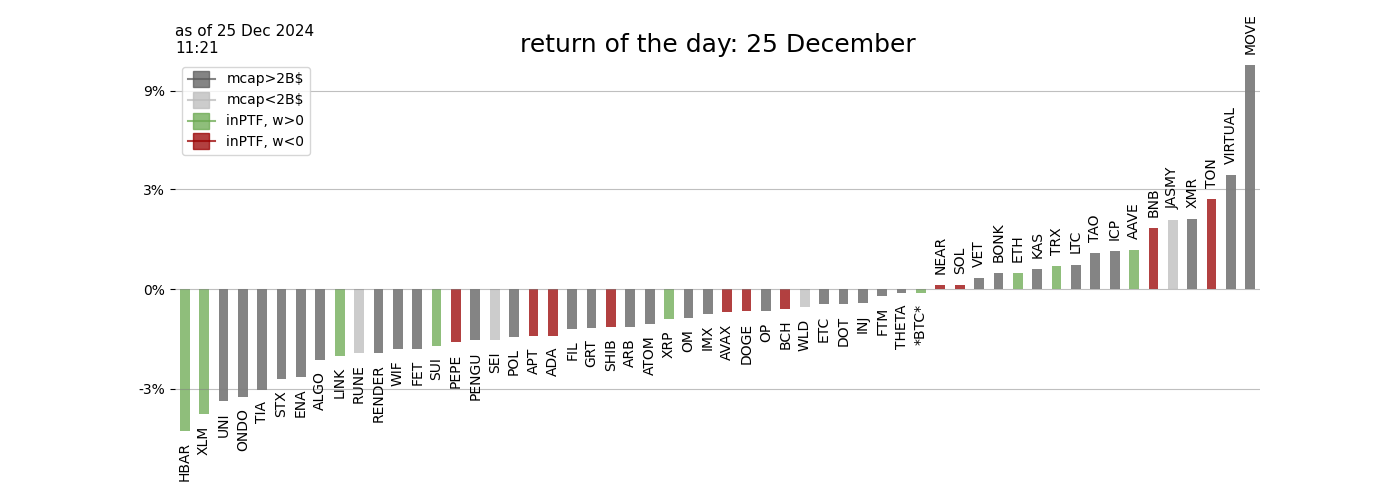 as of 25 Dec 2024
11:21
return of the day: 25 December
mcap>2B$
mcap<2B$
inPTF, w>0
inPTF, w<0
9%
3%
0%
-3%
HBAR
XLM
UNI
ONDO
TIA
STX
ENA
ALGO
LINK
RUNE
RENDER
WIF
FET
SUI
PEPE
PENGU
SEI
POL
APT
ADA
FIL
GRT
SHIB
ARB
ATOM
XRP
OM
IMX
AVAX
DOGE
OP
BCH
WLD
ETC
DOT
INJ
FTM
THETA
*BTC*
NEAR
SOL
VET
BONK
ETH
KAS
TRX
LTC
TAO
ICP
AAVE
BNB
JASMY
XMR
TON
VIRTUAL
MOVE